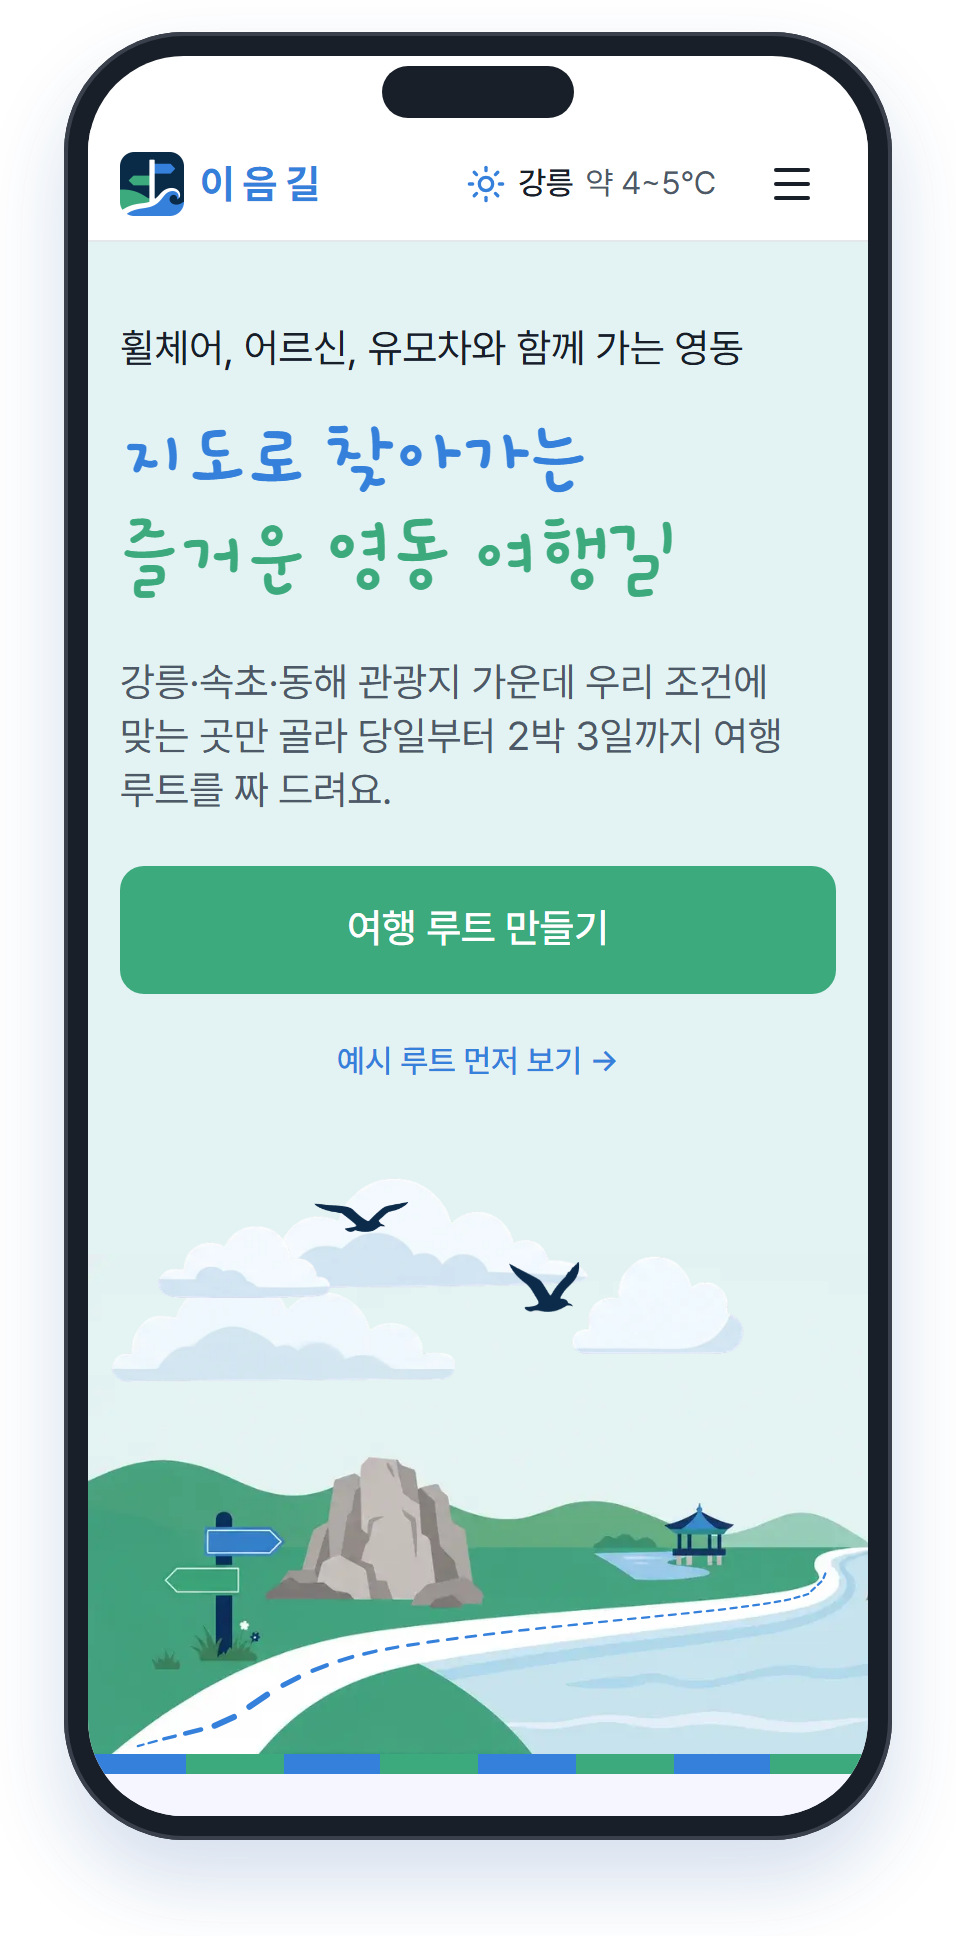 이음길
강릉 약 4~5°C
휠체어, 어르신, 유모차와 함께 가는 영동
지도로 찾아가는
즐거운 영동 여행길
강릉·속초·동해 관광지 가운데 우리 조건에
맞는 곳만 골라 당일부터 2박 3일까지 여행
루트를 짜 드려요.
여행 루트 만들기
예시 루트 먼저 보기 →